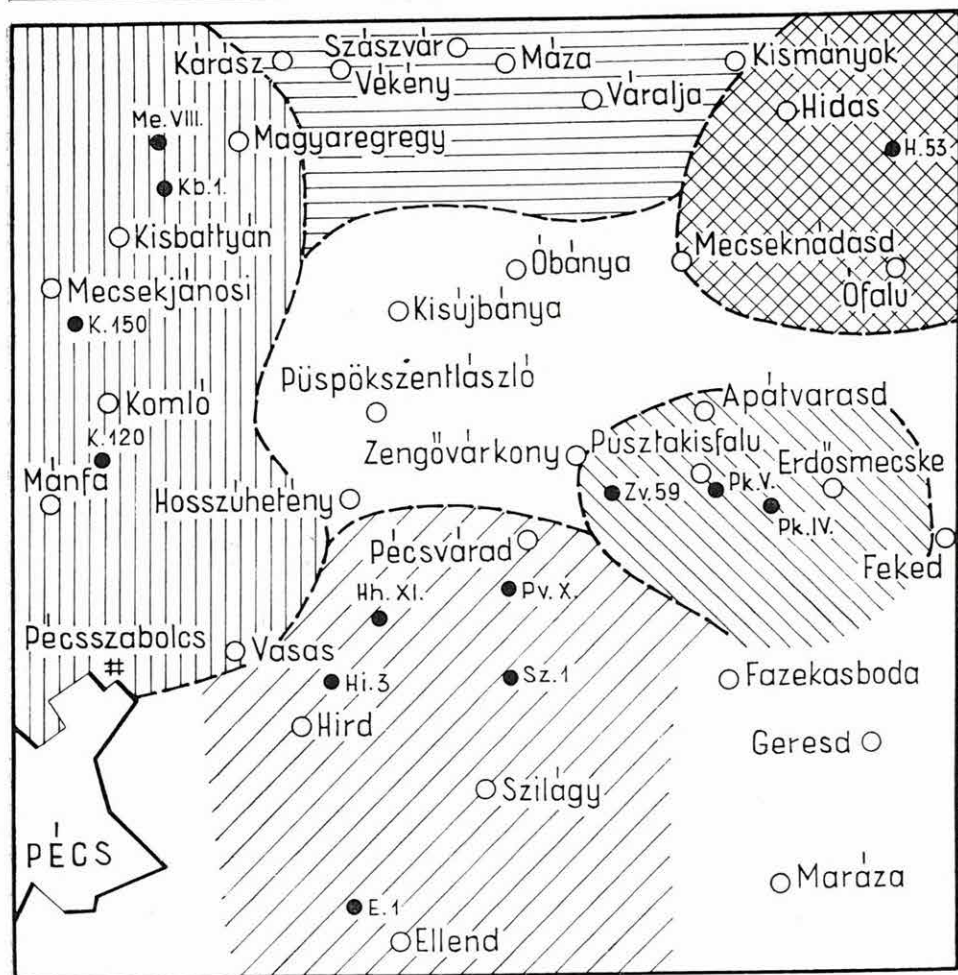 Szászvár
Kárász
Vékény
Máza
Kismányok
Váralja
Hidas
Me. VIII.
Magyaregregy
H. 53
Kb. 1.
Kisbattyán
Mecseknádasd
Óbánya
Ófalu
Mecsekjánosi
Kisújbánya
K. 150
Püspökszentlászló
Apátvarasd
Komló
K. 120
Zengővárkony
Pusztakisfalu
Erdősmecske
Mánfa
Hosszúhetény
Zv. 59
Pk. V.
Pk. IV.
Pécsvárad
Feked
Hh. XI.
Pv. X.
Pécsszabolcs
Vasas
Hi. 3
Sz. 1
Fazekasboda
Hird
Geresd
Szilágy
PÉCS
Maráza
E. 1
Ellend